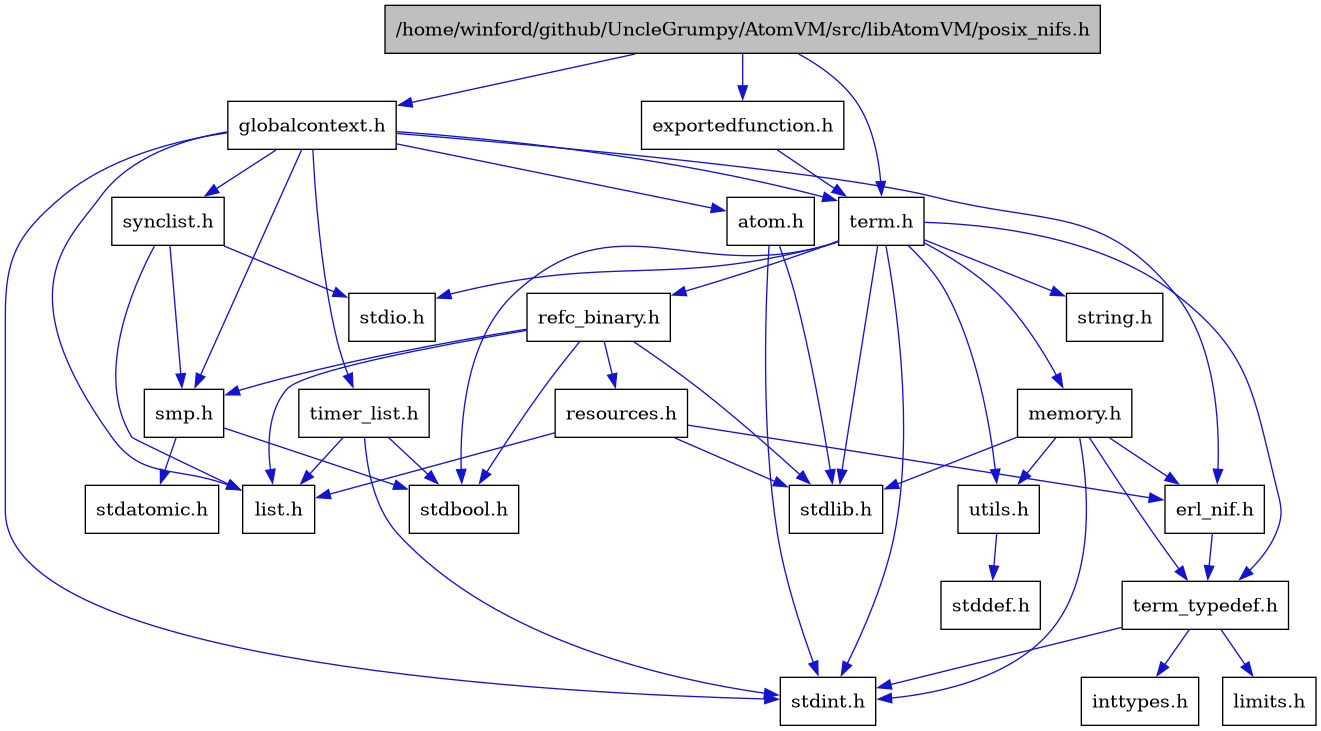 /home/winford/github/UncleGrumpy/AtomVM/src/libAtomVM/posix_nifs.h
globalcontext.h
exportedfunction.h
synclist.h
atom.h
term.h
stdio.h
refc_binary.h
string.h
smp.h
timer_list.h
resources.h
memory.h
stdatomic.h
list.h
stdbool.h
stdlib.h
utils.h
erl_nif.h
stddef.h
term_typedef.h
stdint.h
inttypes.h
limits.h